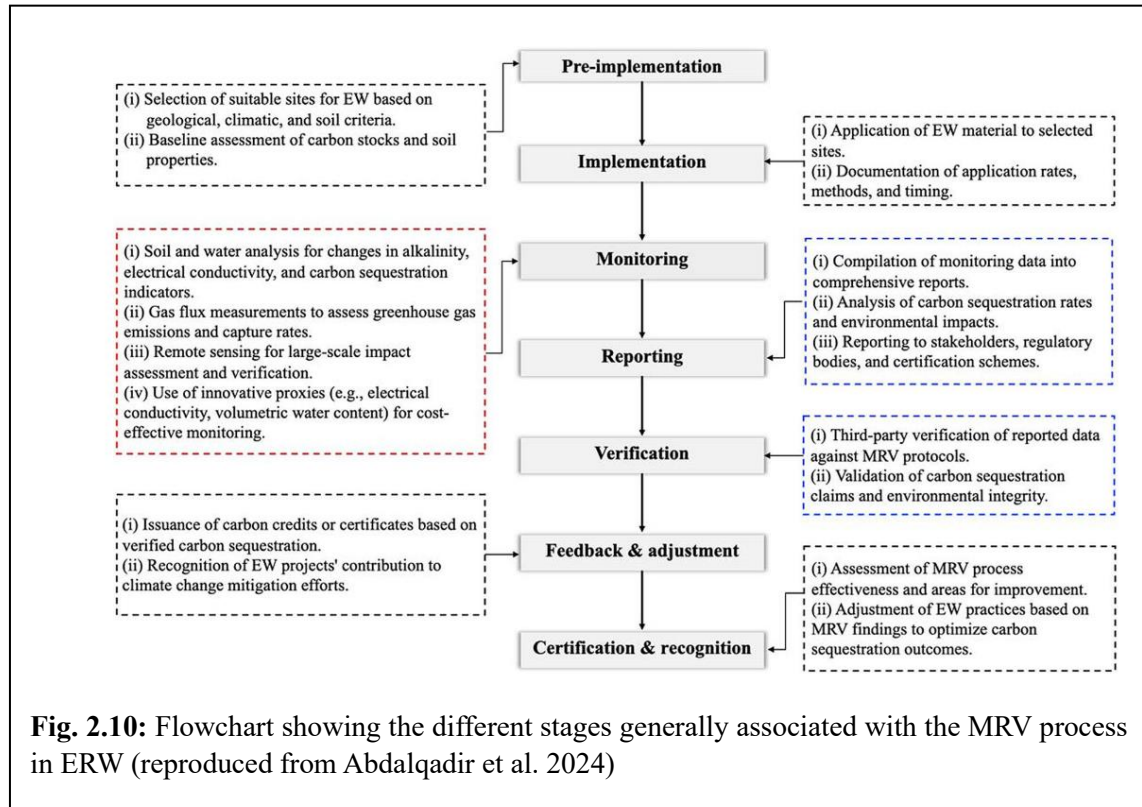 Pre-implementation
(i) Selection of suitable sites for EW based on
geological, climatic, and soil criteria.
(ii) Baseline assessment of carbon stocks and soil
properties.
Implementation
(i) Application of EW material to selected
sites.
(ii) Documentation of application rates,
methods, and timing.
(i) Soil and water analysis for changes in alkalinity,
electrical conductivity, and carbon sequestration
indicators.
(ii) Gas flux measurements to assess greenhouse gas
emissions and capture rates.
(iii) Remote sensing for large-scale impact
assessment and verification.
(iv) Use of innovative proxies (e.g., electrical
conductivity, volumetric water content) for cost-
effective monitoring.
Monitoring
(i) Compilation of monitoring data into
comprehensive reports.
(ii) Analysis of carbon sequestration rates
and environmental impacts.
(iii) Reporting to stakeholders, regulatory
bodies, and certification schemes.
Reporting
Verification
(i) Third-party verification of reported data
against MRV protocols.
(ii) Validation of carbon sequestration
claims and environmental integrity.
(i) Issuance of carbon credits or certificates based on
verified carbon sequestration.
(ii) Recognition of EW projects' contribution to
climate change mitigation efforts.
Feedback & adjustment
(i) Assessment of MRV process
effectiveness and areas for improvement.
(ii) Adjustment of EW practices based on
MRV findings to optimize carbon
sequestration outcomes.
Certification & recognition
Fig. 2.10: Flowchart showing the different stages generally associated with the MRV process
in ERW (reproduced from Abdalqadir et al. 2024)